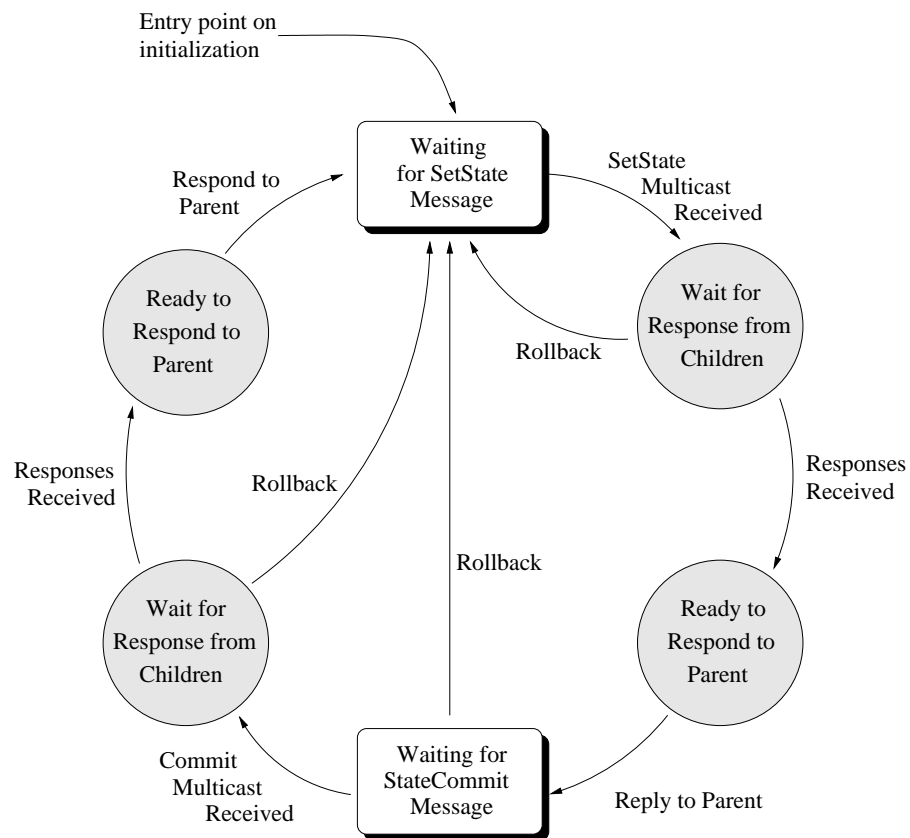 Entry point on
initialization
Waiting
for SetState
Message
SetState
Multicast
Received
Respond to
Parent
Ready to
Respond to
Parent
Wait for
Response from
Children
Rollback
Responses
Received
Rollback
Responses
Received
Rollback
Wait for
Response from
Children
Ready to
Respond to
Parent
Commit
Multicast
Received
Waiting for
StateCommit
Message
Reply to Parent